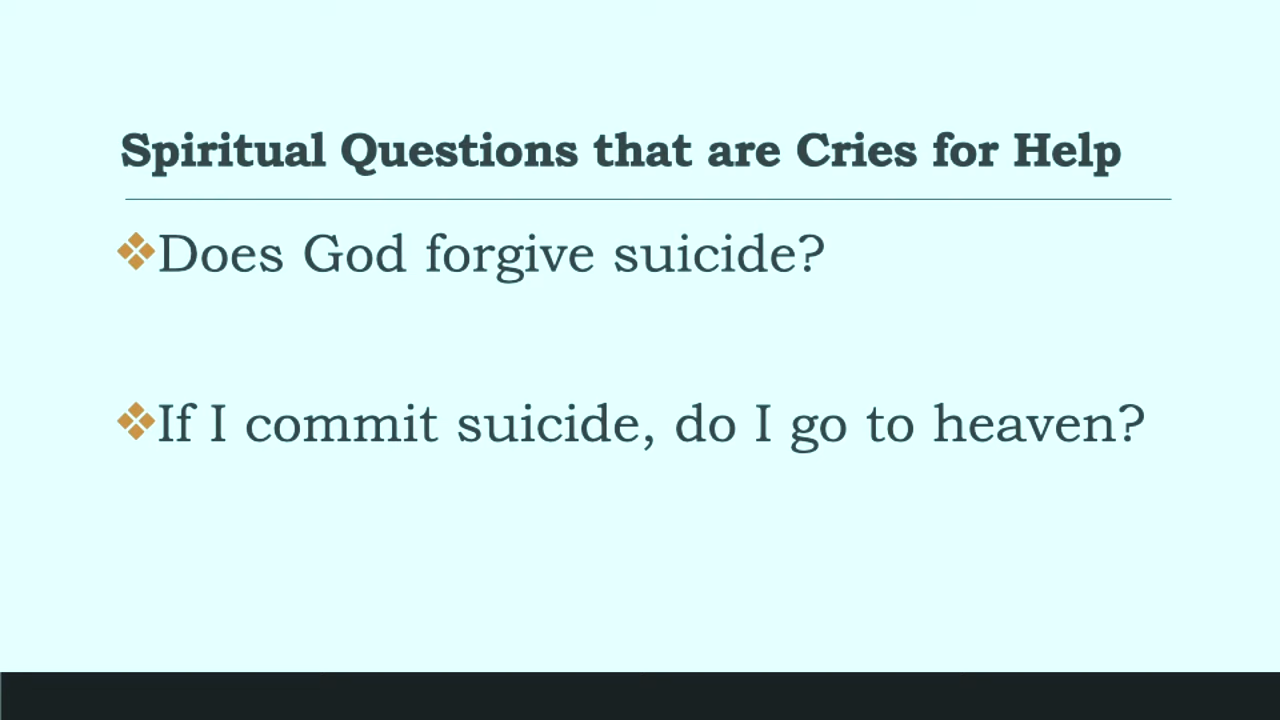 Spiritual Questions that are Cries for Help
❖Does God forgive suicide?
❖If I commit suicide, do I go to heaven?